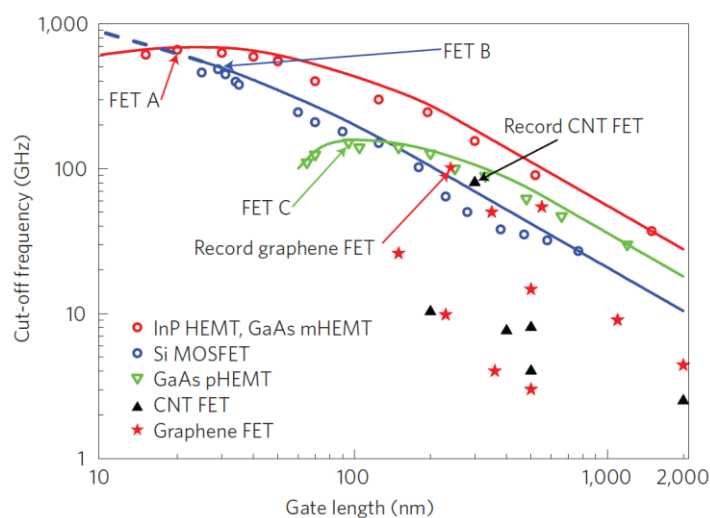 1,000
FET B
FET A
Record CNT FET
100
FET C
Record graphene FET
Cut-off frequency (GHz)
10
InP HEMT, GaAs mHEMT
Si MOSFET
GaAs pHEMT
CNT FET
Graphene FET
1
10
100
1,000
2,000
Gate length (nm)